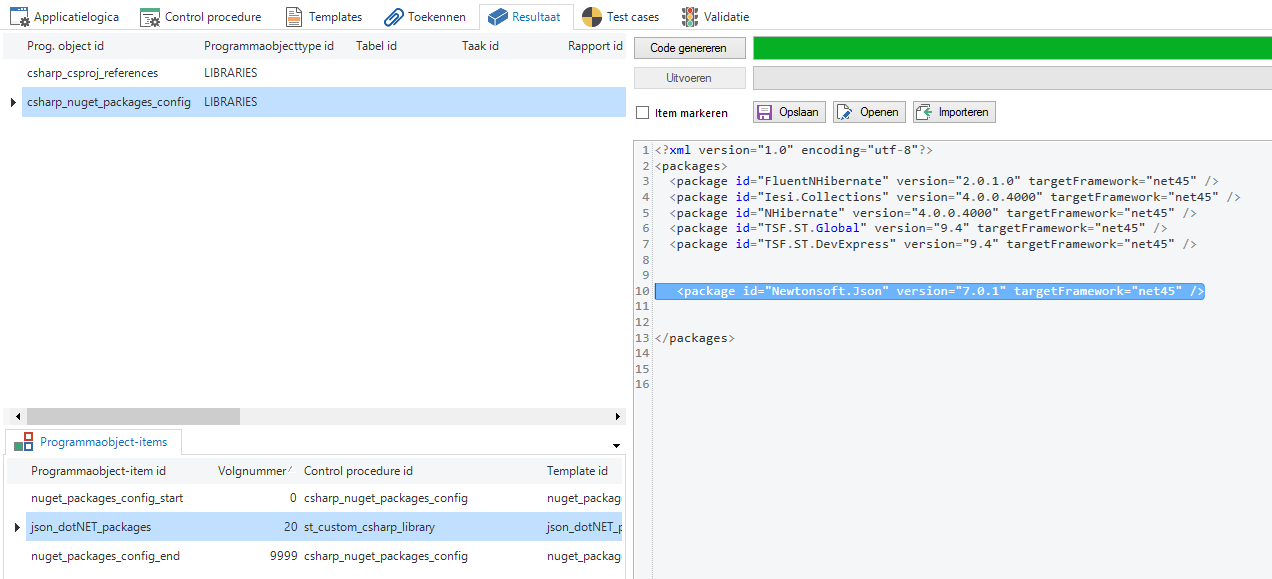 Applicatielogica Control procedure Templates Toekennen Resultaat Test cases Validatie
Prog. object id Programmaobjecttype id Tabel id Taak id Rapport id
csharp_csproj_references LIBRARIES
csharp_nuget_packages_config LIBRARIES
Programmaobject-items
Programmaobject-item id Volgnummer Control procedure id Template id
nuget_packages_config_start 0 csharp_nuget_packages_config nuget_packag
json_dotNET_packages 20 st_custom_csharp_library json_dotNET_p
nuget_packages_config_end 9999 csharp_nuget_packages_config nuget_packag
Code genereren
Uitvoeren
Item markeren Opslaan Openen Importeren
1 <?xml version="1.0" encoding="utf-8"?>
2 <packages>
3 <package id="FluentNHibernate" version="2.0.1.0" targetFramework="net45" />
4 <package id="Iesi.Collections" version="4.0.0.4000" targetFramework="net45" />
5 <package id="NHibernate" version="4.0.0.4000" targetFramework="net45" />
6 <package id="TSF.ST.Global" version="9.4" targetFramework="net45" />
7 <package id="TSF.ST.DevExpress" version="9.4" targetFramework="net45" />
8
9
10 <package id="Newtonsoft.Json" version="7.0.1" targetFramework="net45" />
11
12
13 </packages>
14
15
16